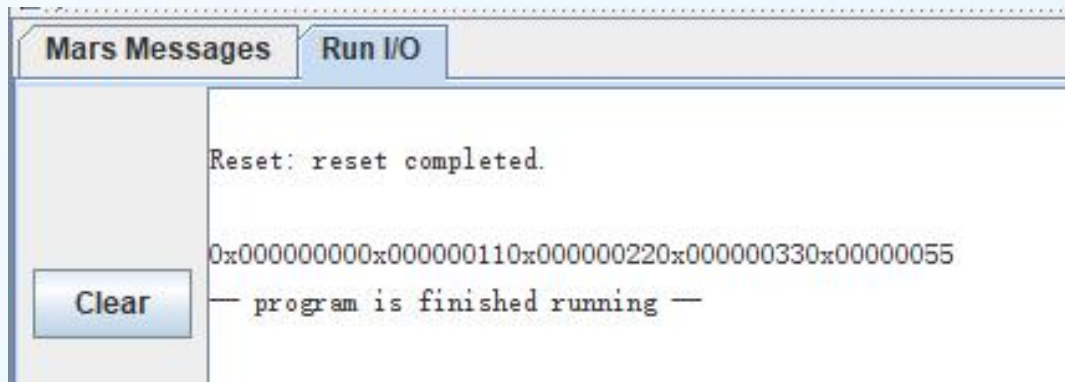 Mars Messages Run I/O
Reset: reset completed.
0x000000000x000000110x000000220x000000330x00000055
Clear
— program is finished running —